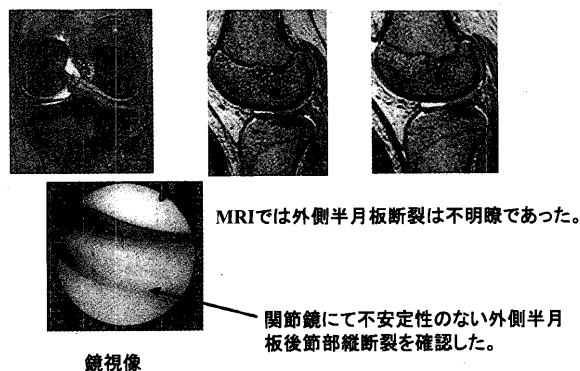 MRIでは外側半月板断裂は不明瞭であった。
関節鏡にて不安定性のない外側半月
板後節部縦断裂を確認した。
鏡視像